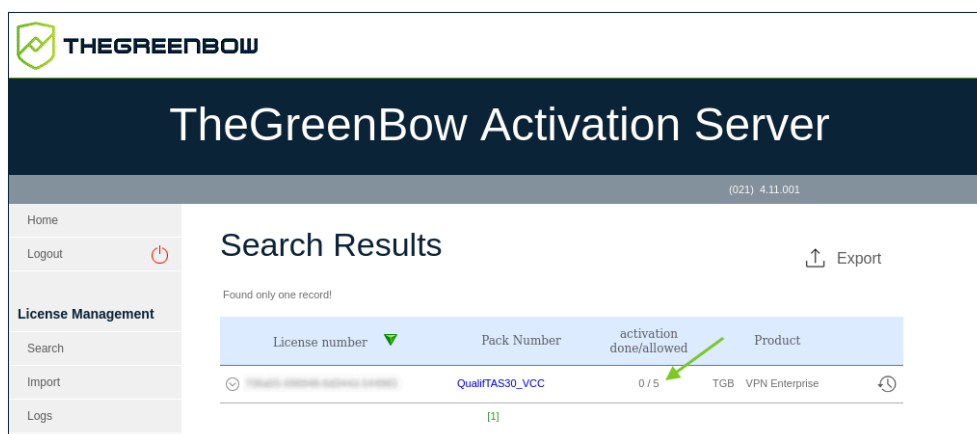 THEGREENBOW
TheGreenBow Activation Server
(021) 4.11.001
Home
Logout
License Management
Search
Import
Logs
Search Results
Export
Found only one record!
License number
Pack Number
activation
done/allowed
Product
QualifTAS30_VCC
0 / 5
TGB VPN Enterprise
[1]